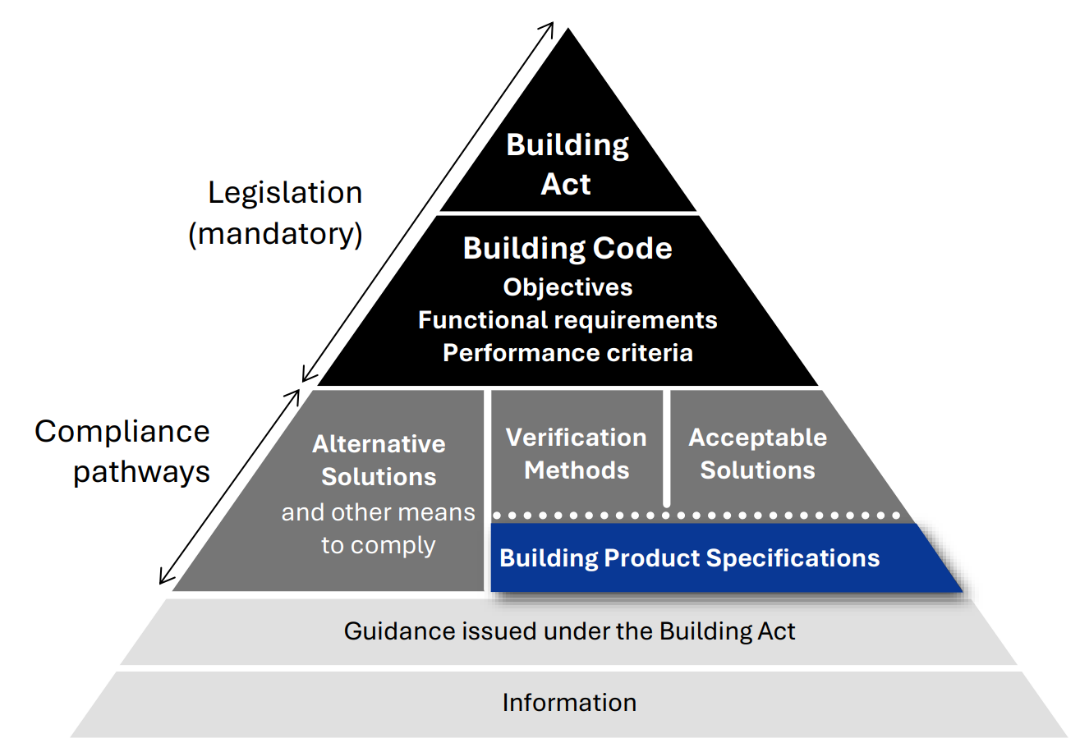 Building
Act
Legislation
(mandatory)
Building Code
Objectives
Functional requirements
Performance criteria
Compliance
pathways
Alternative
Solutions
and other means
to comply
Verification
Methods
Acceptable
Solutions
Building Product Specifications
Guidance issued under the Building Act
Information